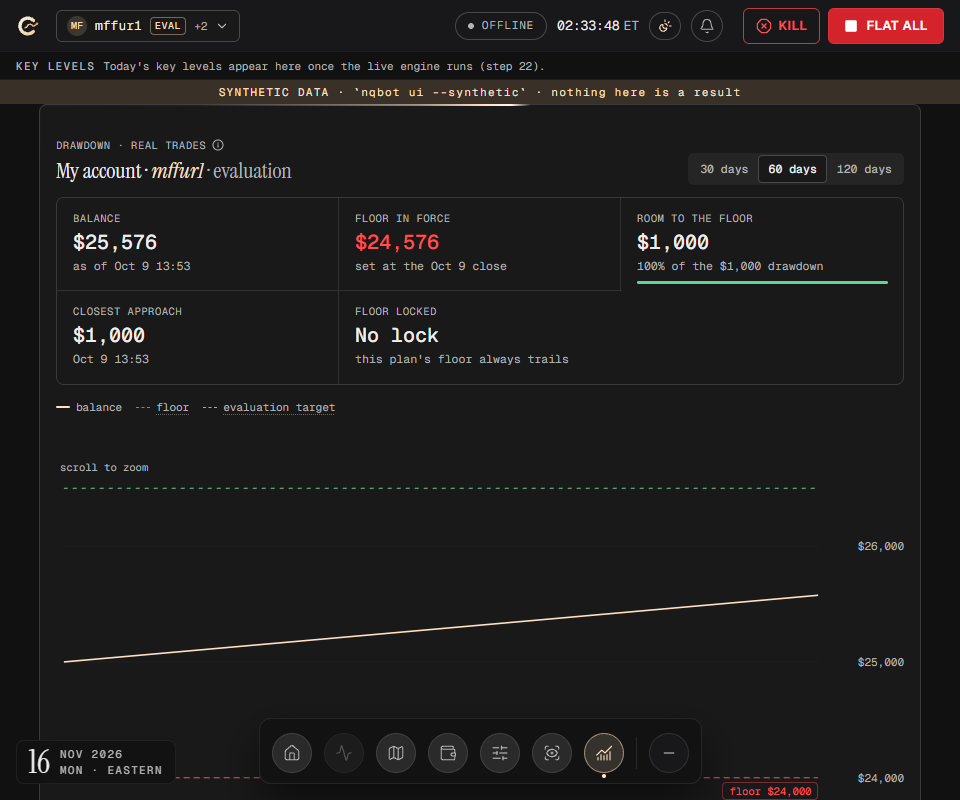 MF mffur1 EVAL +2
OFFLINE
02:33:48 ET
KILL
FLAT ALL
KEY LEVELS Today's key levels appear here once the live engine runs (step 22).
SYNTHETIC DATA · `nqbot ui --synthetic` · nothing here is a result
DRAWDOWN · REAL TRADES
My account · mffur1 · evaluation
30 days 60 days 120 days
BALANCE
$25,576
as of Oct 9 13:53
FLOOR IN FORCE
$24,576
set at the Oct 9 close
ROOM TO THE FLOOR
$1,000
100% of the $1,000 drawdown
CLOSEST APPROACH
$1,000
Oct 9 13:53
FLOOR LOCKED
No lock
this plan's floor always trails
balance floor evaluation target
scroll to zoom
$26,000
$25,000
$24,000
floor $24,000
16
NOV 2026
MON · EASTERN